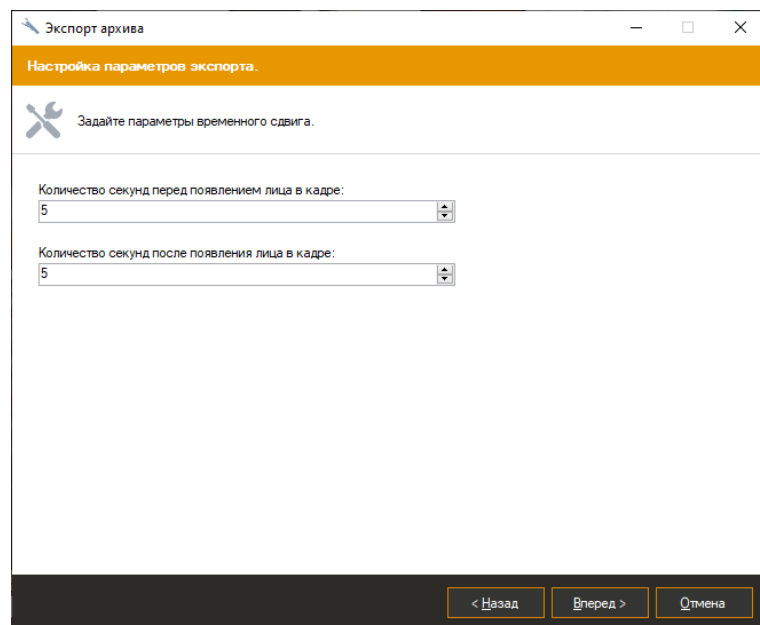 Экспорт архива
Настройка параметров экспорта.
Задайте параметры временного сдвига.
Количество секунд перед появлением лица в кадре:
5
Количество секунд после появления лица в кадре:
5
< Назад Вперед > Отмена